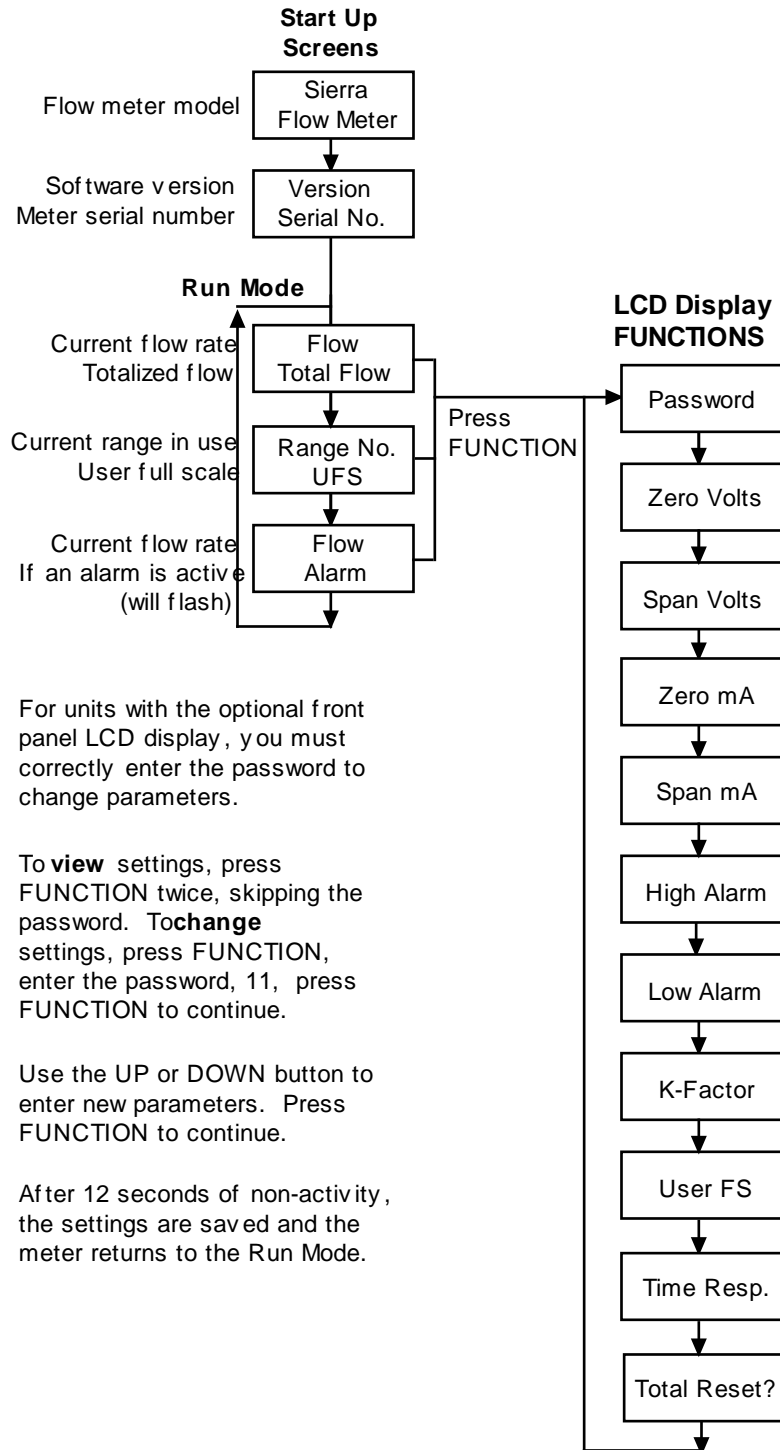 Start Up
Screens
Flow meter model
Sierra
Flow Meter
Software version
Meter serial number
Version
Serial No.
Run Mode
Current flow rate
Totalized flow
Flow
Total Flow
Current range in use
User full scale
Range No.
UFS
Current flow rate
If an alarm is active
(will flash)
Flow
Alarm
Press
FUNCTION
LCD Display
FUNCTIONS
Password
Zero Volts
Span Volts
Zero mA
Span mA
High Alarm
Low Alarm
K-Factor
User FS
Time Resp.
Total Reset?
For units with the optional front
panel LCD display, you must
correctly enter the password to
change parameters.
To view settings, press
FUNCTION twice, skipping the
password. Tochange
settings, press FUNCTION,
enter the password, 11, press
FUNCTION to continue.
Use the UP or DOWN button to
enter new parameters. Press
FUNCTION to continue.
After 12 seconds of non-activity,
the settings are saved and the
meter returns to the Run Mode.